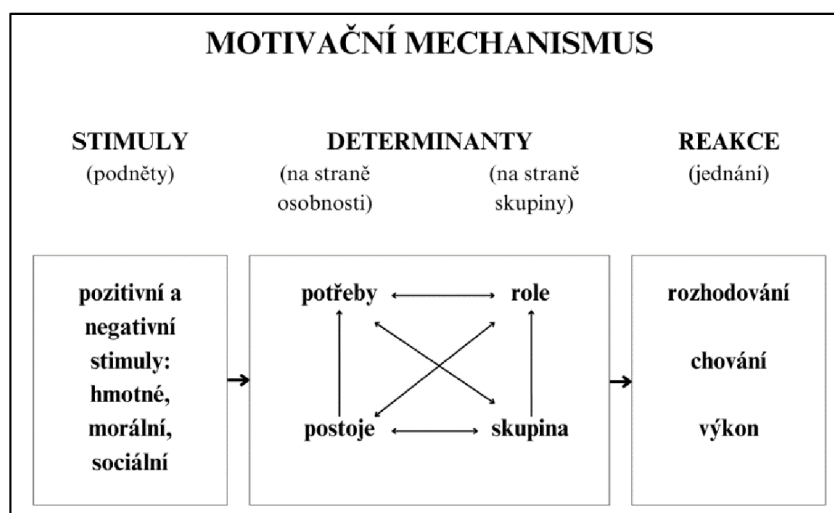 MOTIVAČNÍ MECHANISMUS
STIMULY
(podněty)
DETERMINANTY
(na straně
osobnosti)
(na straně
skupiny)
REAKCE
(jednání)
pozitivní a
negativní
stimuly:
hmotné,
morální,
sociální
potřeby
role
postoje
skupina
rozhodování
chování
výkon